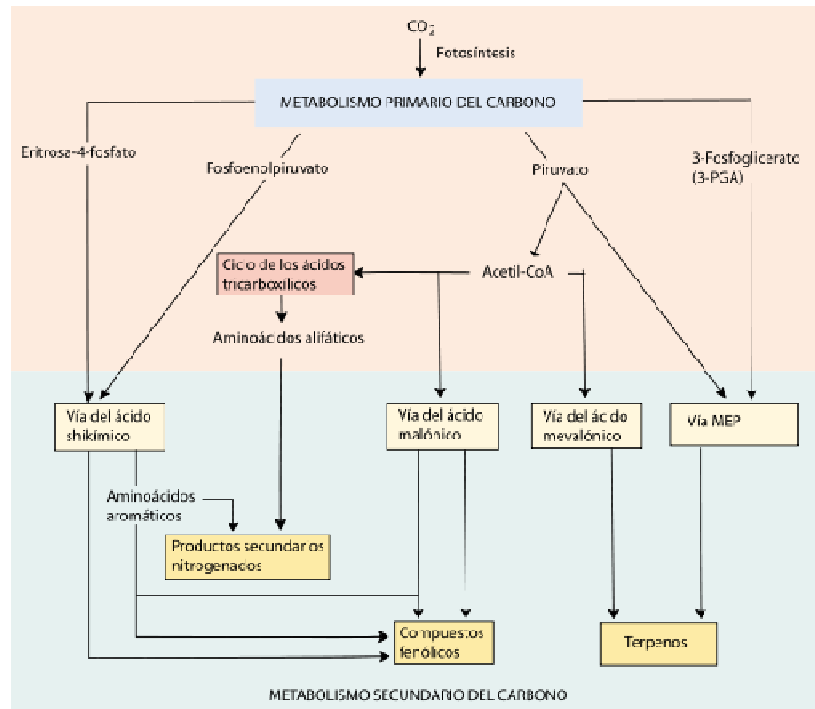 CO2
Fotosíntesis
METABOLISMO PRIMARIO DEL CARBONO
Eritrosa-4-fosfato
Fosfoenolpiruvato
Piruvato
3-Fosfoglicerato
(3-PGA)
Ciclo de los ácidos
tricarboxílicos
Acetil-CoA
Aminoácidos alifáticos
Vía del ácido
shikímico
Vía del ácido
malónico
Vía del ácido
mevalónico
Vía MEP
Aminoácidos
aromáticos
Productos secundarios
nitrogenados
Compuestos
fenólicos
Terpenos
METABOLISMO SECUNDARIO DEL CARBONO